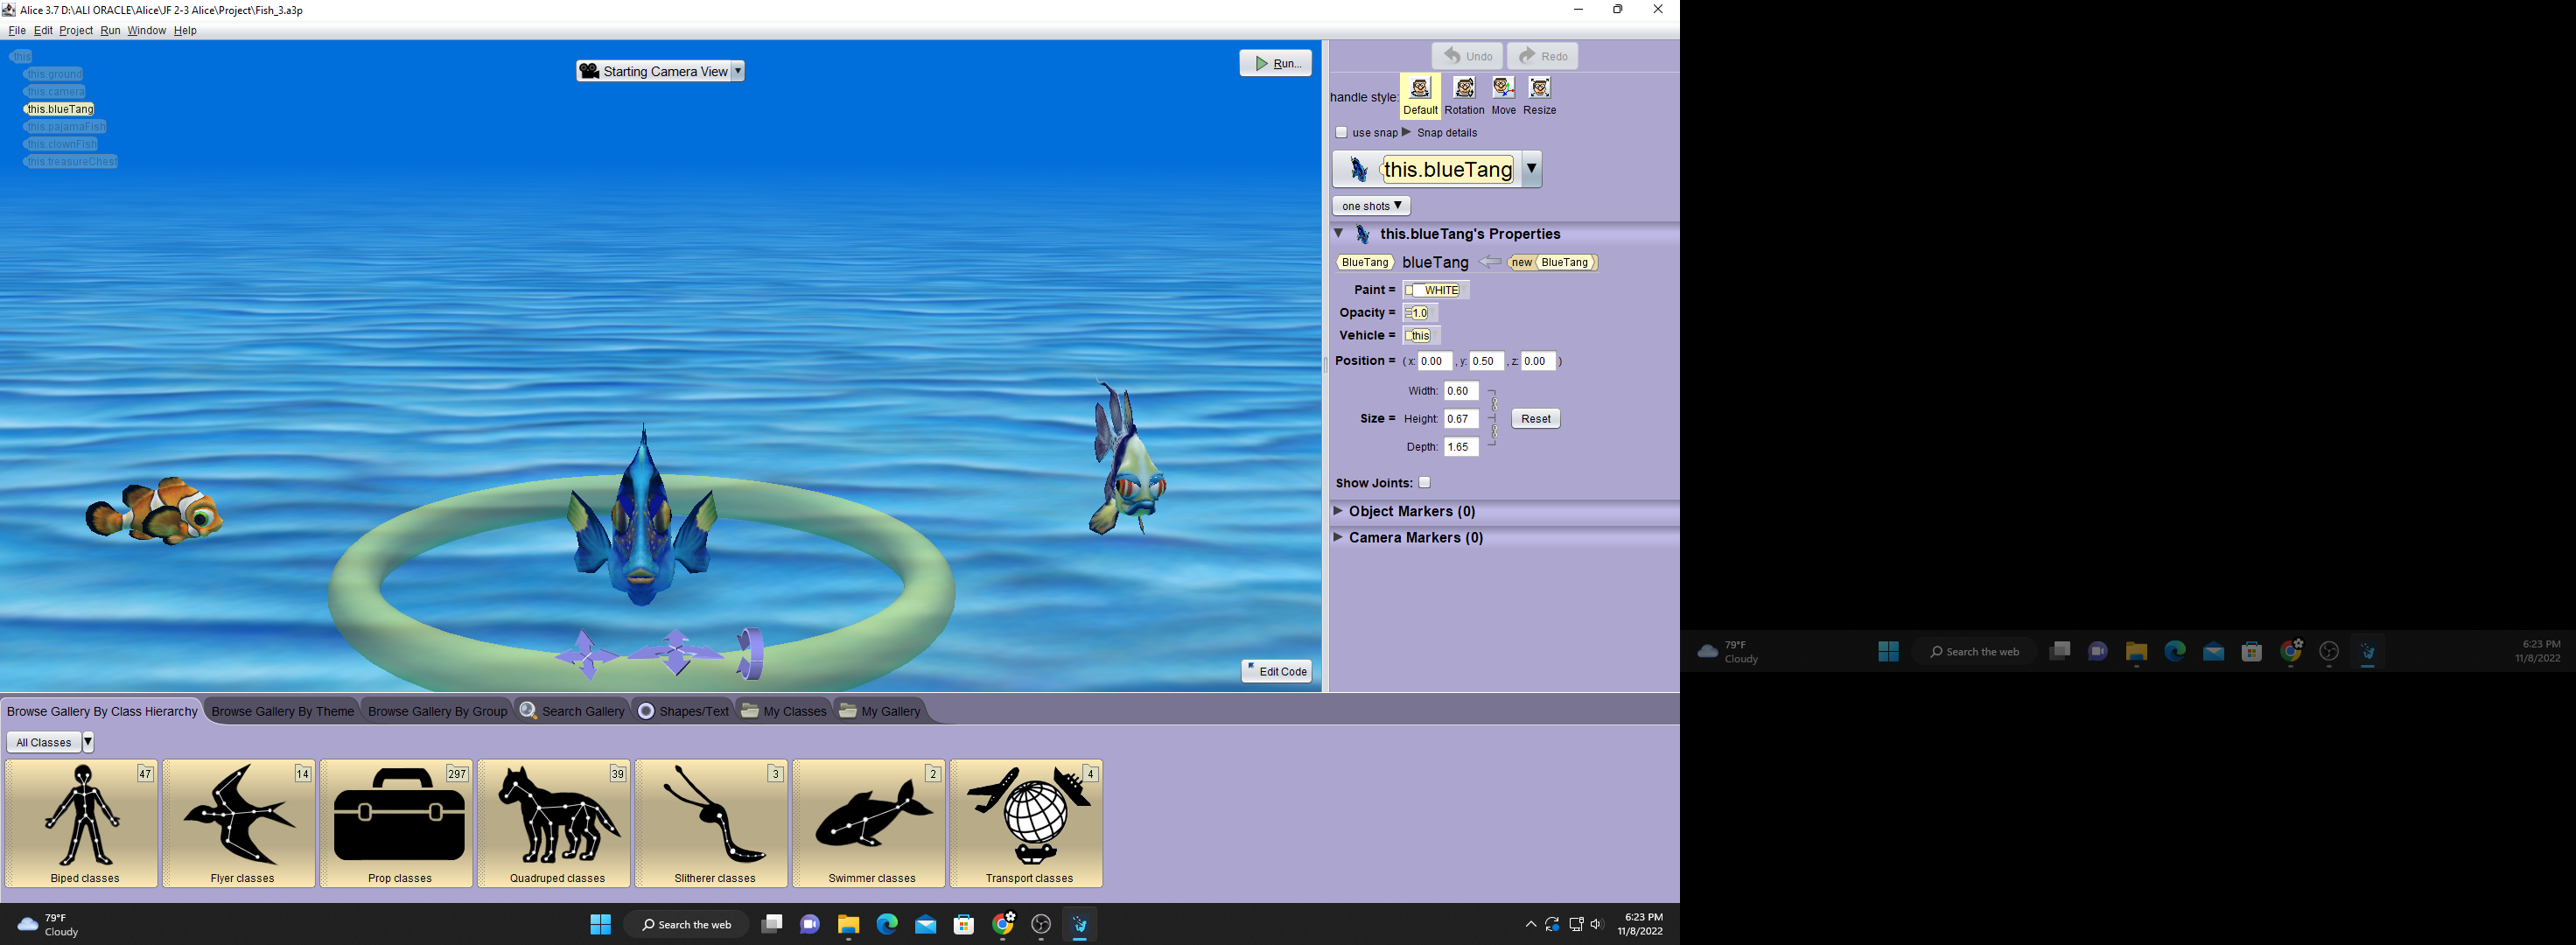 Alice 3.7 D:\ALI ORACLE\Alice\JF 2-3 Alice\Project\Fish_3.a3p
File Edit Project Run Window Help
this
this.ground
this.camera
this.blueTang
this.pajamaFish
this.clownFish
this.treasureChest
Starting Camera View
Run...
Edit Code
Undo Redo
handle style: Default Rotation Move Resize
use snap Snap details
this.blueTang
one shots
this.blueTang's Properties
BlueTang blueTang new BlueTang
Paint = WHITE
Opacity = 1.0
Vehicle = this
Position = ( x: 0.00 , y: 0.50 , z: 0.00 )
Width: 0.60
Size = Height: 0.67 Reset
Depth: 1.65
Show Joints:
Object Markers (0)
Camera Markers (0)
Browse Gallery By Class Hierarchy Browse Gallery By Theme Browse Gallery By Group Search Gallery Shapes/Text My Classes My Gallery
All Classes
47 14 297 39 3 2 4
Biped classes Flyer classes Prop classes Quadruped classes Slitherer classes Swimmer classes Transport classes
79°F
Cloudy
Search the web
6:23 PM
11/8/2022
79°F
Cloudy
Search the web
6:23 PM
11/8/2022